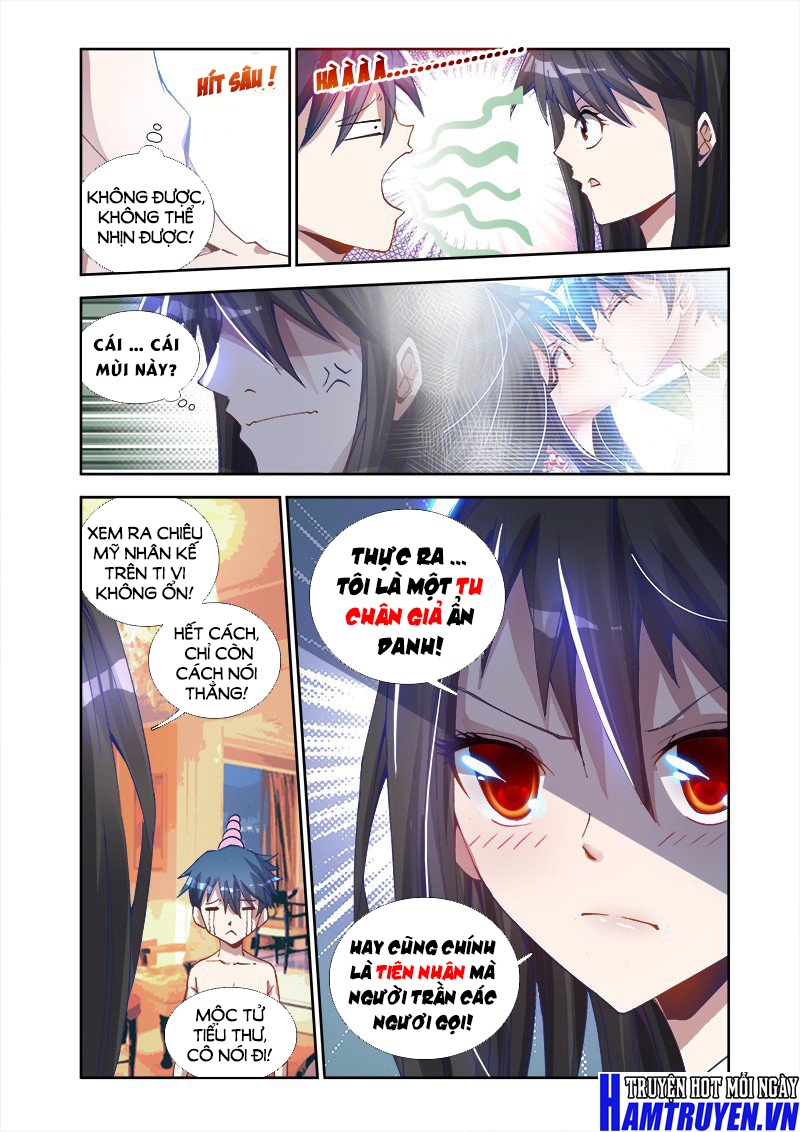 HÍT SÂU !
HÀ À À À...................
KHÔNG ĐƯỢC,
KHÔNG THỂ
NHỊN ĐƯỢC!
CÁI ... CÁI
MÙI NÀY?
XEM RA CHIÊU
MỸ NHÂN KẾ
TRÊN TI VI
KHÔNG ỔN!
HẾT CÁCH,
CHỈ CÒN
CÁCH NÓI
THẲNG!
THỰC RA ...
TÔI LÀ MỘT TU
CHÂN GIẢ ẨN
DANH!
HAY CŨNG CHÍNH
LÀ TIÊN NHÂN MÀ
NGƯỜI TRẦN CÁC
NGƯƠI GỌI!
MỘC TỬ
TIỂU THƯ,
CÔ NÓI ĐI!
TRUYỆN HOT MỖI NGÀY
HAMTRUYEN.VN